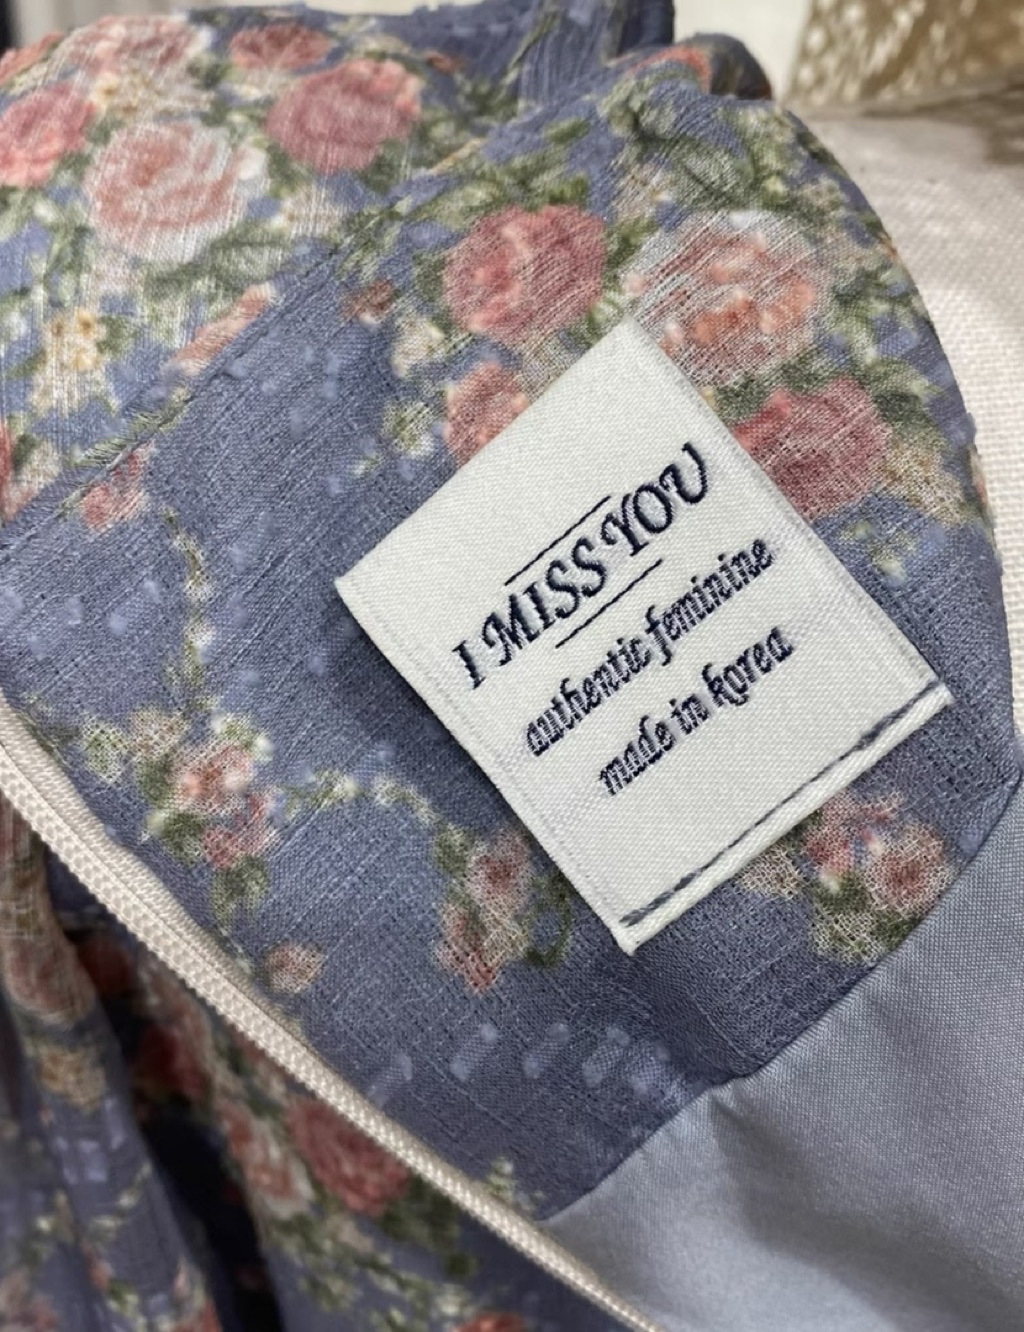 I MISS YOU
authentic feminine
made in korea